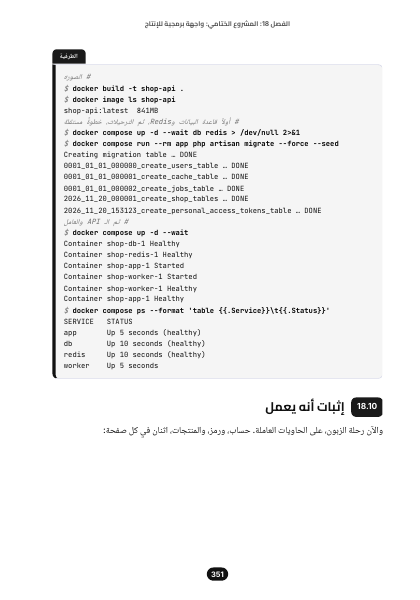 الفصل 18: المشروع الختامي: واجهة برمجية للإنتاج
الطرفية
# الصورة
$ docker build -t shop-api .
$ docker image ls shop-api
shop-api:latest  841MB
# أولاً قاعدة البيانات وRedis، ثم الترحيلات، خطوةً مستقلة
$ docker compose up -d --wait db redis > /dev/null 2>&1
$ docker compose run --rm app php artisan migrate --force --seed
Creating migration table … DONE
0001_01_01_000000_create_users_table … DONE
0001_01_01_000001_create_cache_table … DONE
0001_01_01_000002_create_jobs_table … DONE
2026_11_20_000001_create_shop_tables … DONE
2026_11_20_153123_create_personal_access_tokens_table … DONE
# ثم الـ API والعامل
$ docker compose up -d --wait
Container shop-db-1 Healthy
Container shop-redis-1 Healthy
Container shop-app-1 Started
Container shop-worker-1 Started
Container shop-worker-1 Healthy
Container shop-app-1 Healthy
$ docker compose ps --format 'table {{.Service}}\t{{.Status}}'
SERVICE   STATUS
app       Up 5 seconds (healthy)
db        Up 10 seconds (healthy)
redis     Up 10 seconds (healthy)
worker    Up 5 seconds
18.10 إثبات أنه يعمل
والآن رحلة الزبون، على الحاويات العاملة. حساب، ورمز، والمنتجات، اثنان في كل صفحة:
351